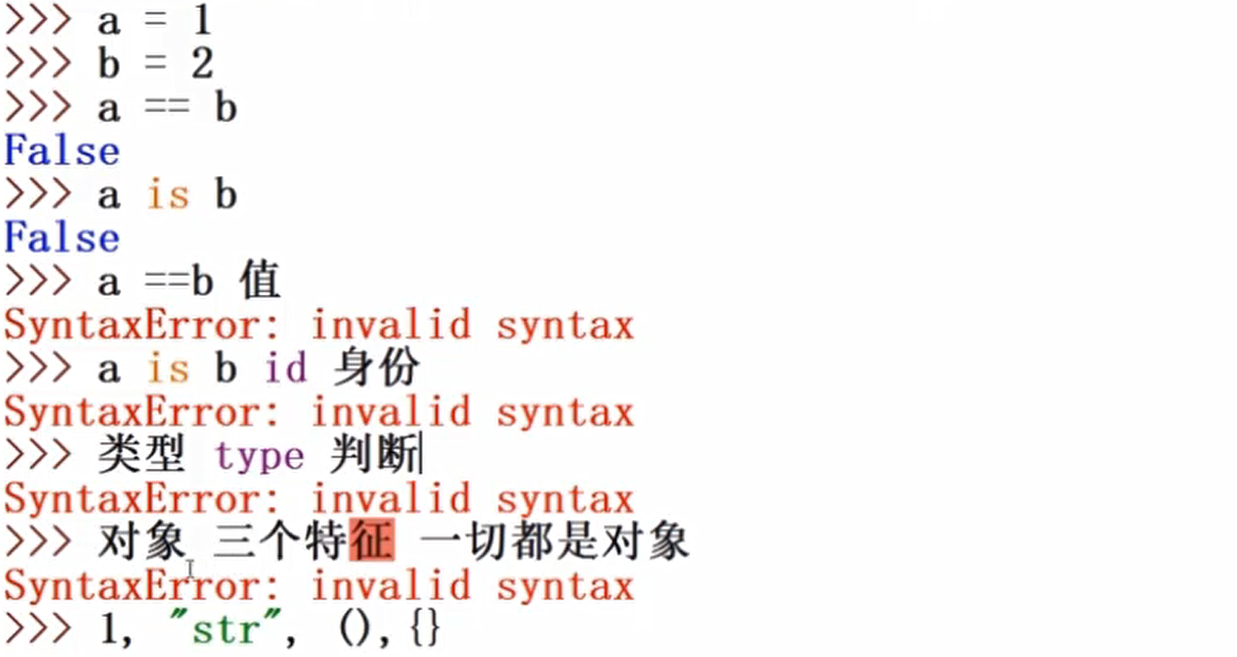 >>> a = 1
>>> b = 2
>>> a == b
False
>>> a is b
False
>>> a ==b 值
SyntaxError: invalid syntax
>>> a is b id 身份
SyntaxError: invalid syntax
>>> 类型 type 判断
SyntaxError: invalid syntax
>>> 对象 三个特征 一切都是对象
SyntaxError: invalid syntax
>>> 1, "str", (),{}